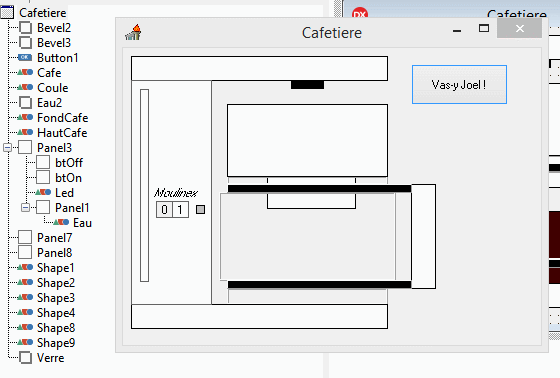 Cafetiere
Bevel2
Bevel3
Button1
Cafe
Coule
Eau2
FondCafe
HautCafe
Panel3
btOff
btOn
Led
Panel1
Eau
Panel7
Panel8
Shape1
Shape2
Shape3
Shape4
Shape8
Shape9
Verre
Cafetiere
Vas-y Joel !
Moulinex
0 1
DX
Cafetiere